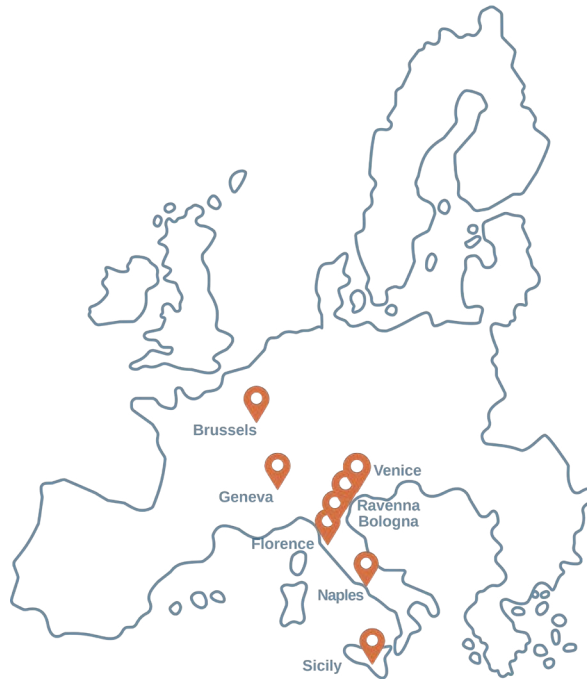 Brussels
Venice
Geneva
Ravenna
Bologna
Florence
Naples
Sicily